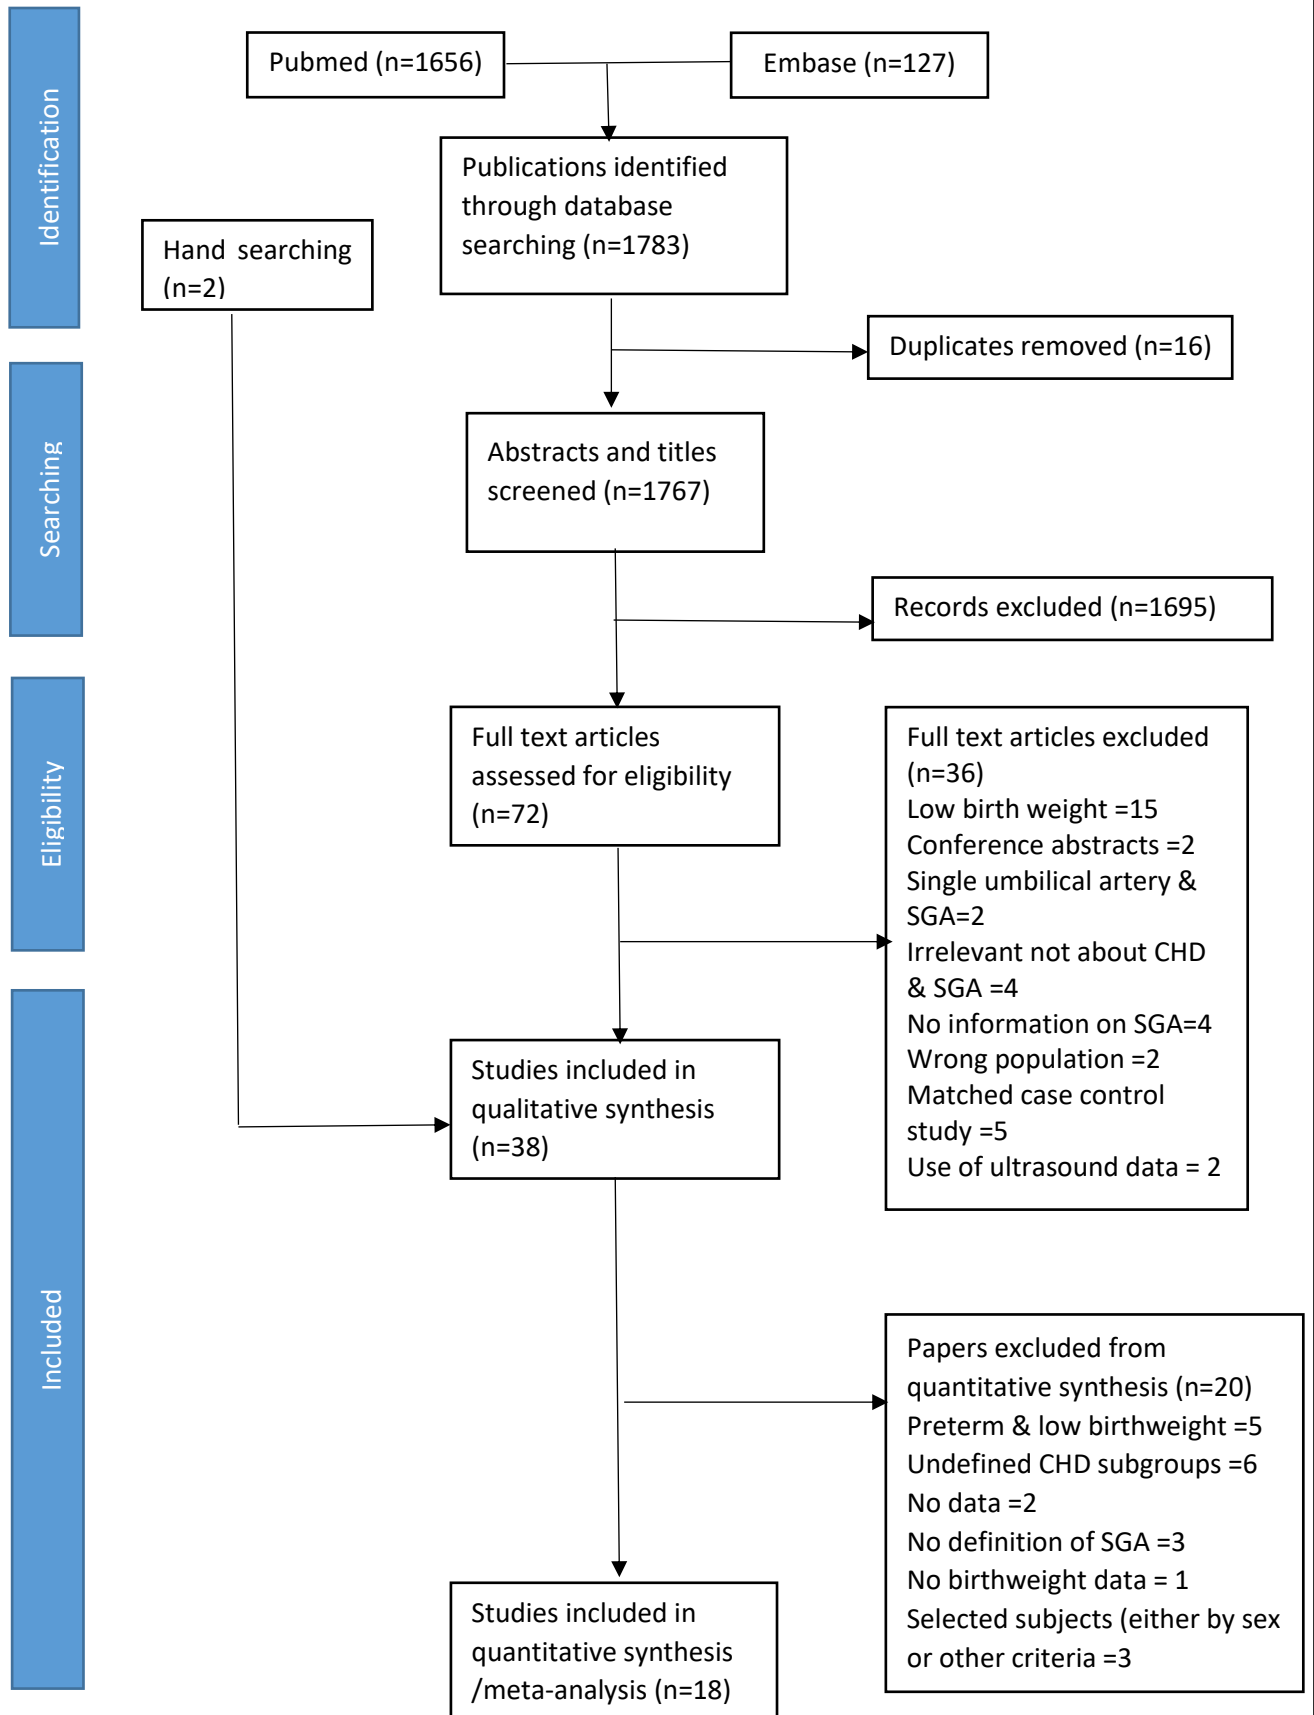 Identification
Pubmed (n=1656)
Embase (n=127)
Publications identified
through database
searching (n=1783)
Hand searching
(n=2)
Duplicates removed (n=16)
Searching
Abstracts and titles
screened (n=1767)
Records excluded (n=1695)
Eligibility
Full text articles
assessed for eligibility
(n=72)
Full text articles excluded
(n=36)
Low birth weight =15
Conference abstracts =2
Single umbilical artery &
SGA=2
Irrelevant not about CHD
& SGA =4
No information on SGA=4
Wrong population =2
Matched case control
study =5
Use of ultrasound data = 2
Included
Studies included in
qualitative synthesis
(n=38)
Papers excluded from
quantitative synthesis (n=20)
Preterm & low birthweight =5
Undefined CHD subgroups =6
No data =2
No definition of SGA =3
No birthweight data = 1
Selected subjects (either by sex
or other criteria =3
Studies included in
quantitative synthesis
/meta-analysis (n=18)